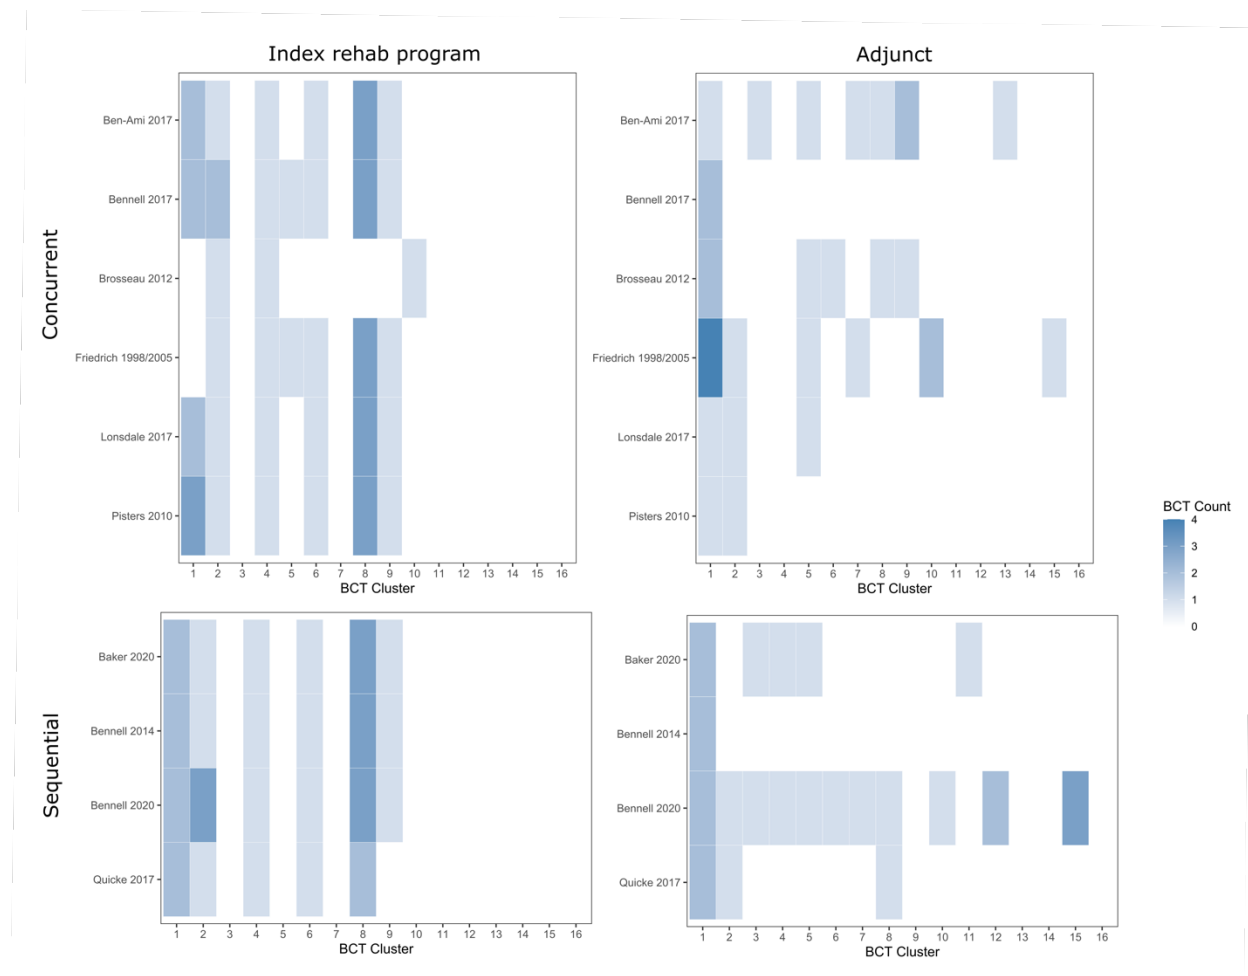 Index rehab program
Adjunct
Concurrent
Ben-Ami 2017
Bennell 2017
Brosseau 2012
Friedrich 1998/2005
Lonsdale 2017
Pisters 2010
1 2 3 4 5 6 7 8 9 10 11 12 13 14 15 16
BCT Cluster
Ben-Ami 2017
Bennell 2017
Brosseau 2012
Friedrich 1998/2005
Lonsdale 2017
Pisters 2010
1 2 3 4 5 6 7 8 9 10 11 12 13 14 15 16
BCT Cluster
BCT Count
4
3
2
1
0
Sequential
Baker 2020
Bennell 2014
Bennell 2020
Quicke 2017
1 2 3 4 5 6 7 8 9 10 11 12 13 14 15 16
BCT Cluster
Baker 2020
Bennell 2014
Bennell 2020
Quicke 2017
1 2 3 4 5 6 7 8 9 10 11 12 13 14 15 16
BCT Cluster